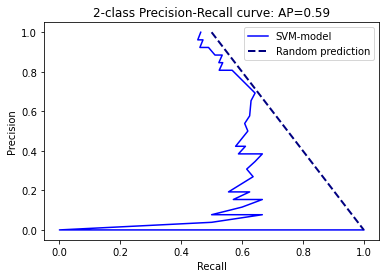 2-class Precision-Recall curve: AP=0.59
SVM-model
Random prediction
Precision
1.0
0.8
0.6
0.4
0.2
0.0
0.0 0.2 0.4 0.6 0.8 1.0
Recall